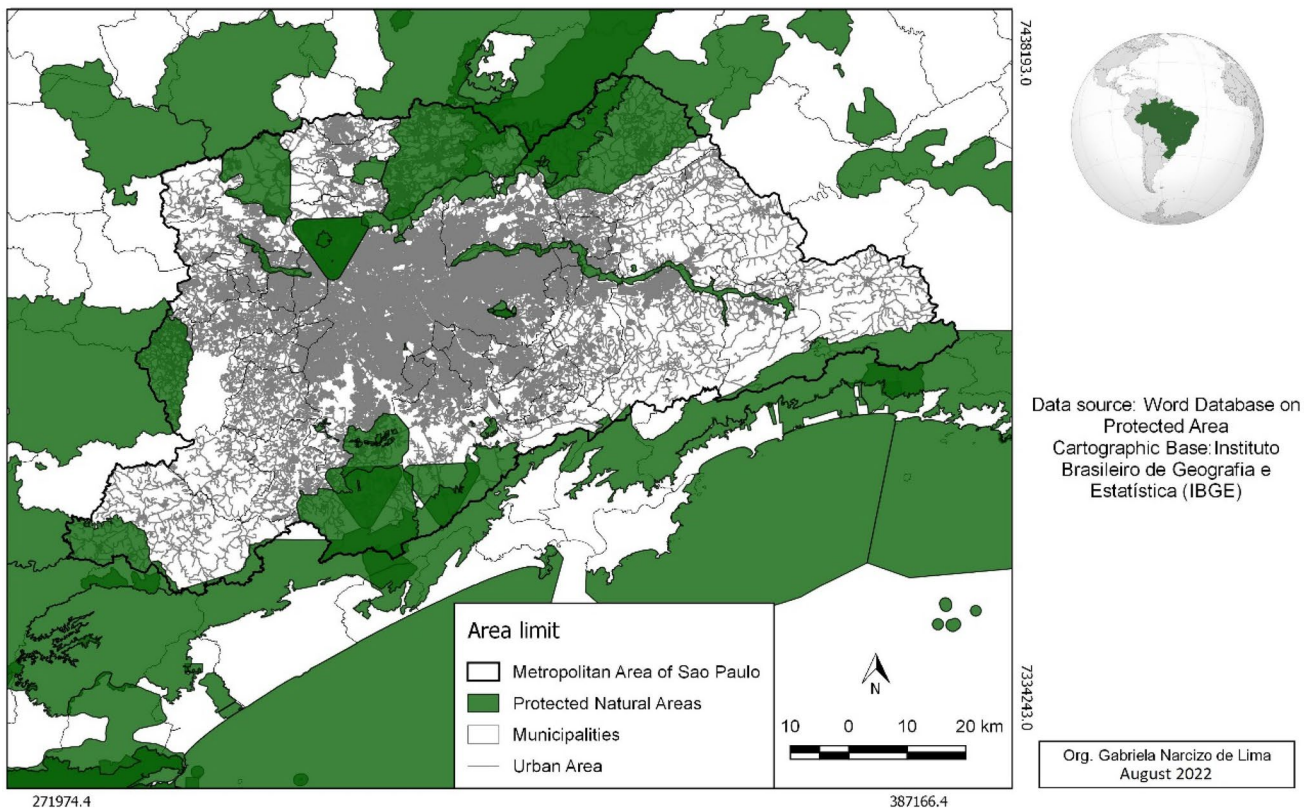 7438193.0
Data source: Word Database on
Protected Area
Cartographic Base:Instituto
Brasileiro de Geografia e
Estatística (IBGE)
Area limit
Metropolitan Area of Sao Paulo
Protected Natural Areas
Municipalities
Urban Area
N
10 0 10 20 km
7334243.0
Org. Gabriela Narcizo de Lima
August 2022
271974.4
387166.4